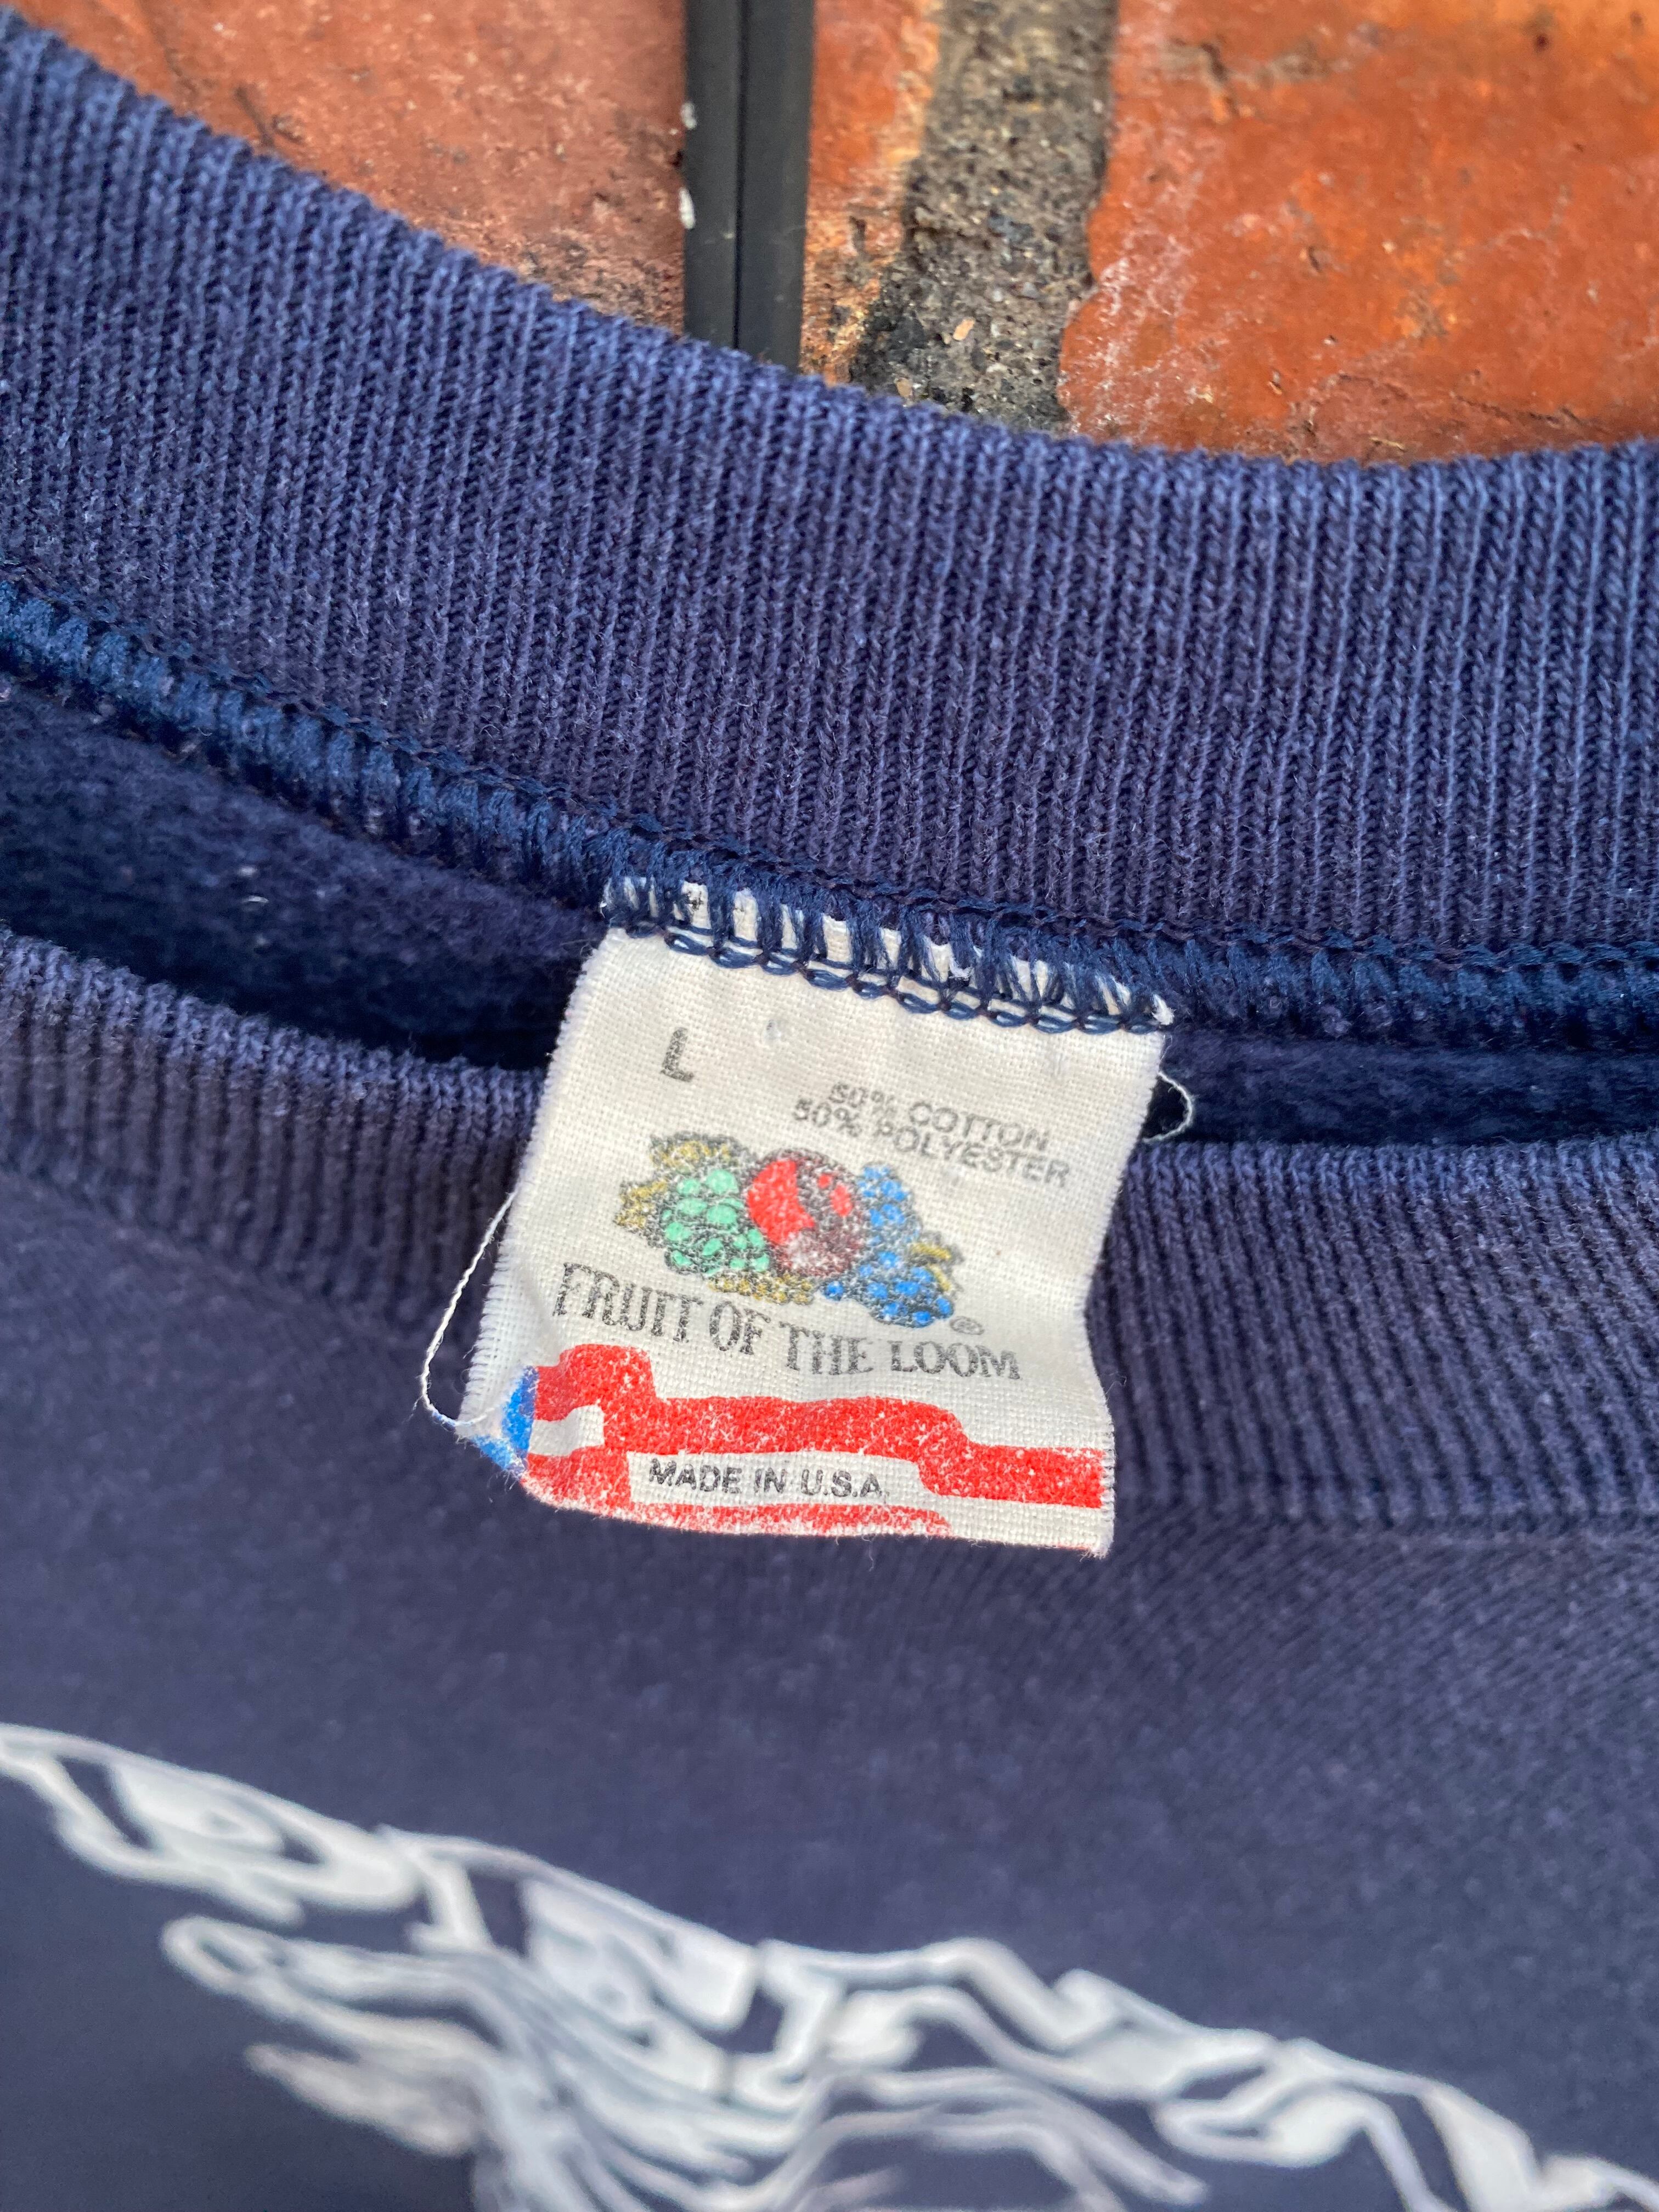 L
50% COTTON
50% POLYESTER
FRUIT OF THE LOOM®
MADE IN U.S.A.